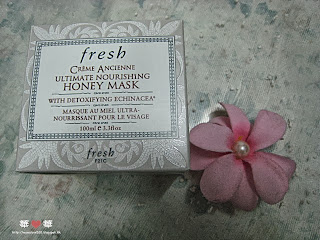 fresh
CRÈME ANCIENNE
ULTIMATE NOURISHING
HONEY MASK
WITH DETOXIFYING ECHINACEA*
MASQUE AU MIEL ULTRA-
NOURRISSANT POUR LE VISAGE
100ml ℮ 3.3fl.oz
fresh